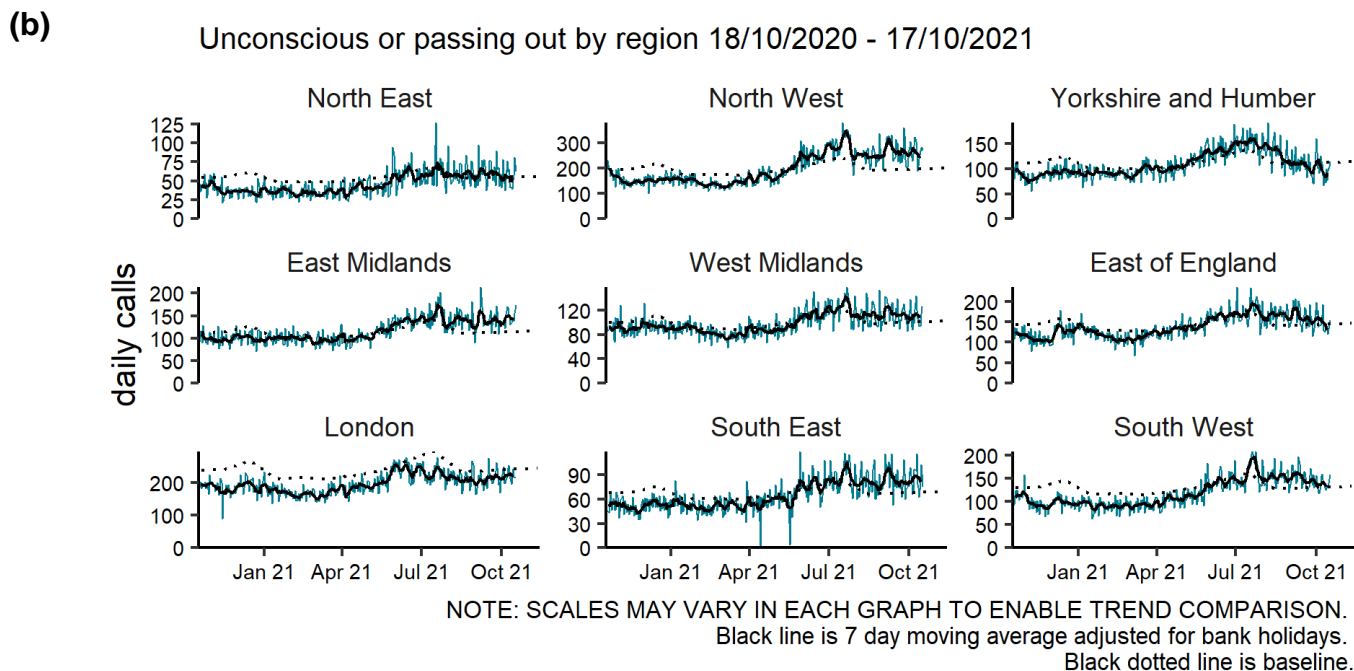 (b)
Unconscious or passing out by region 18/10/2020 - 17/10/2021
North East
North West
Yorkshire and Humber
125
100
75
50
25
0
300
200
100
0
150
100
50
0
East Midlands
West Midlands
East of England
daily calls
200
150
100
50
0
120
80
40
0
200
150
100
50
0
London
South East
South West
200
100
0
90
60
30
0
200
150
100
50
0
Jan 21 Apr 21 Jul 21 Oct 21
Jan 21 Apr 21 Jul 21 Oct 21
Jan 21 Apr 21 Jul 21 Oct 21
NOTE: SCALES MAY VARY IN EACH GRAPH TO ENABLE TREND COMPARISON.
Black line is 7 day moving average adjusted for bank holidays.
Black dotted line is baseline.